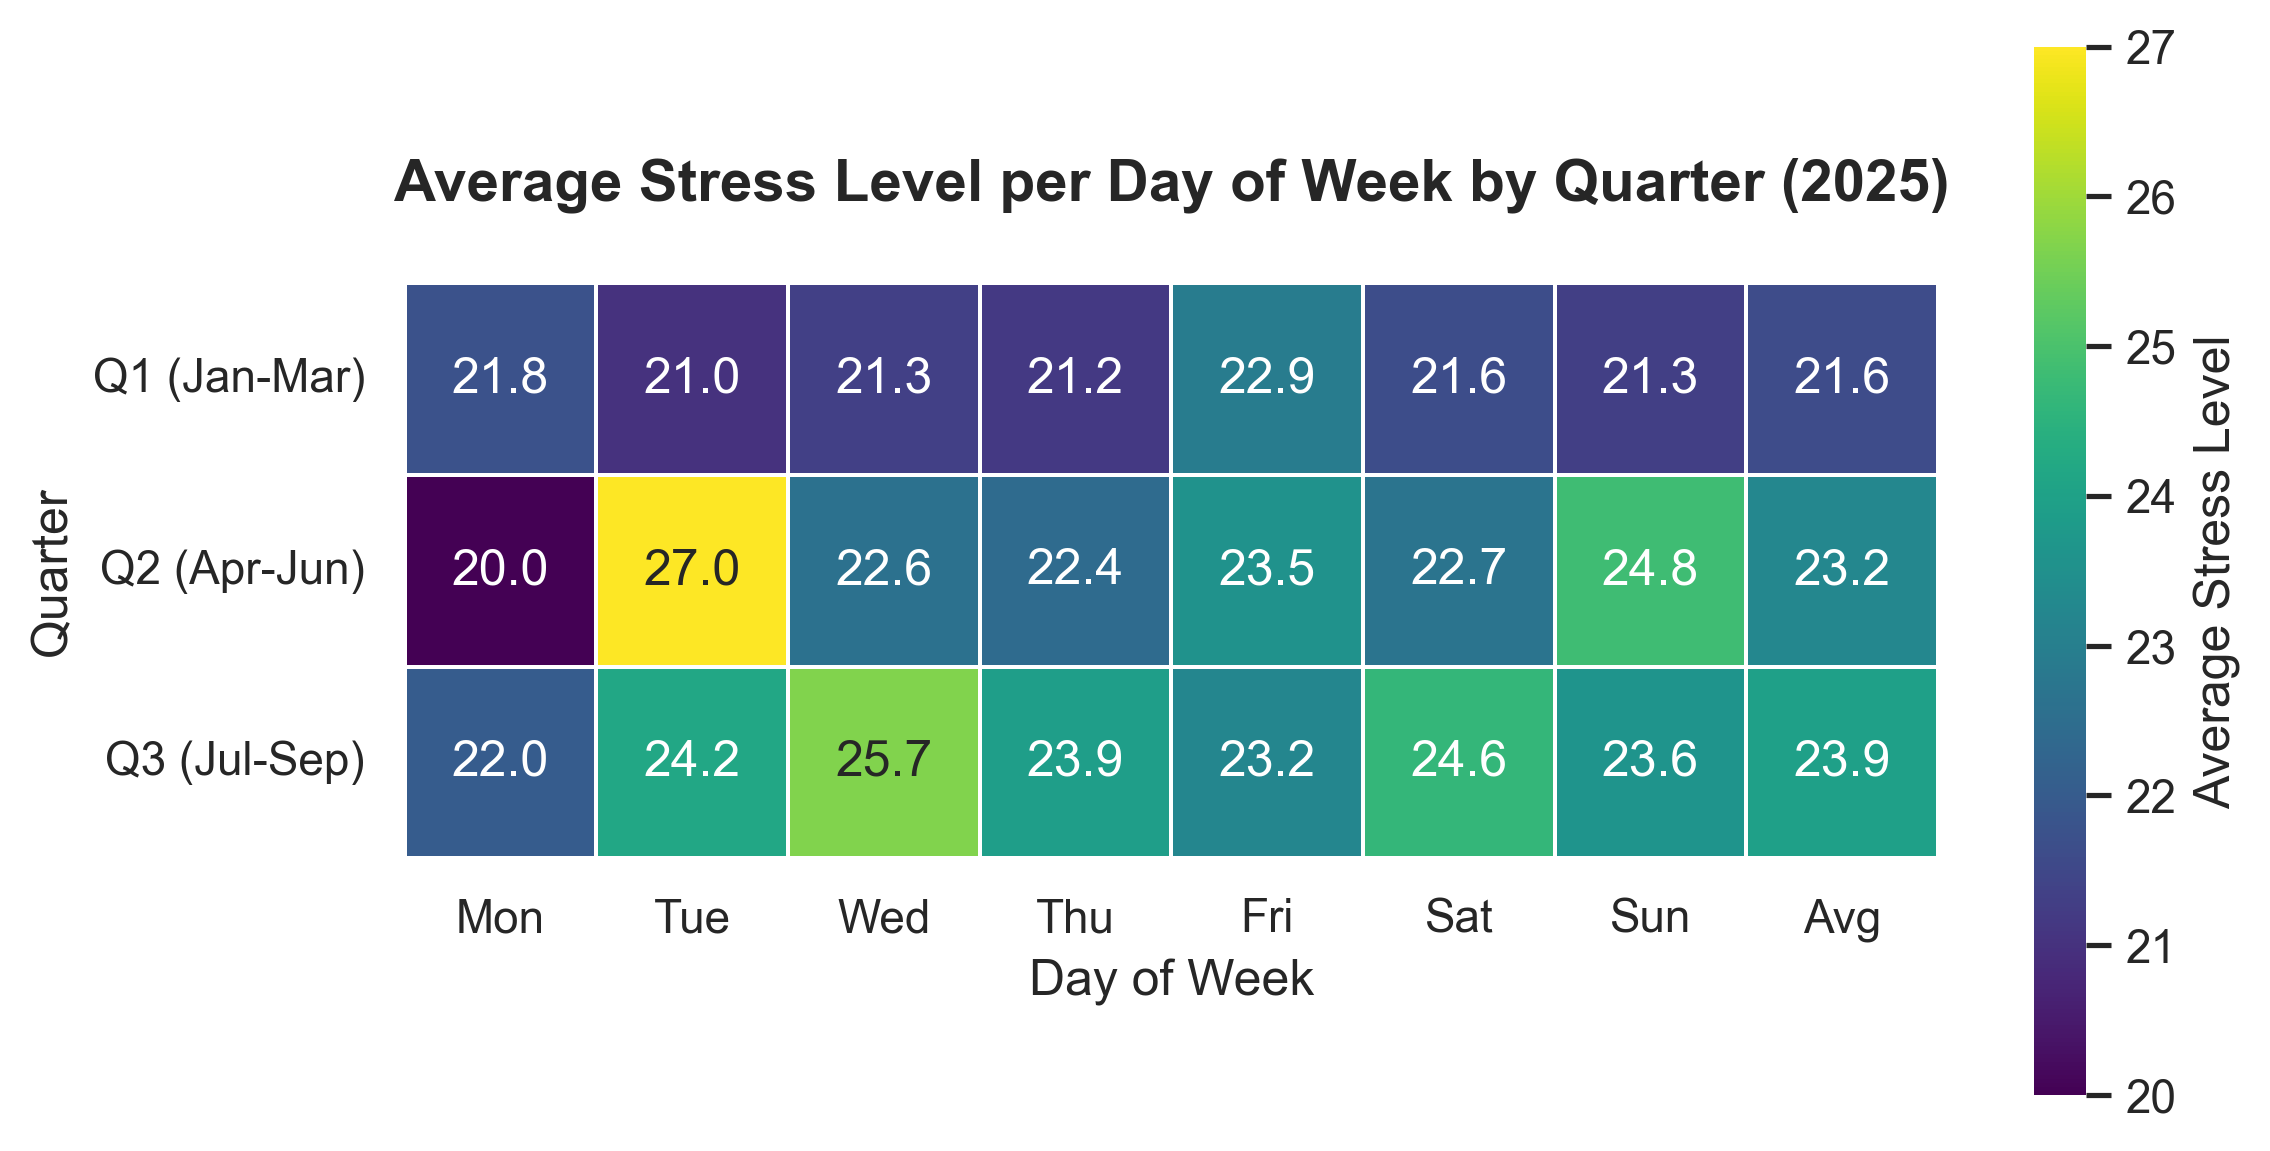 Average Stress Level per Day of Week by Quarter (2025)
Quarter
Q1 (Jan-Mar) 21.8 21.0 21.3 21.2 22.9 21.6 21.3 21.6
Q2 (Apr-Jun) 20.0 27.0 22.6 22.4 23.5 22.7 24.8 23.2
Q3 (Jul-Sep) 22.0 24.2 25.7 23.9 23.2 24.6 23.6 23.9
Mon Tue Wed Thu Fri Sat Sun Avg
Day of Week
27
26
25
24
23
22
21
20
Average Stress Level